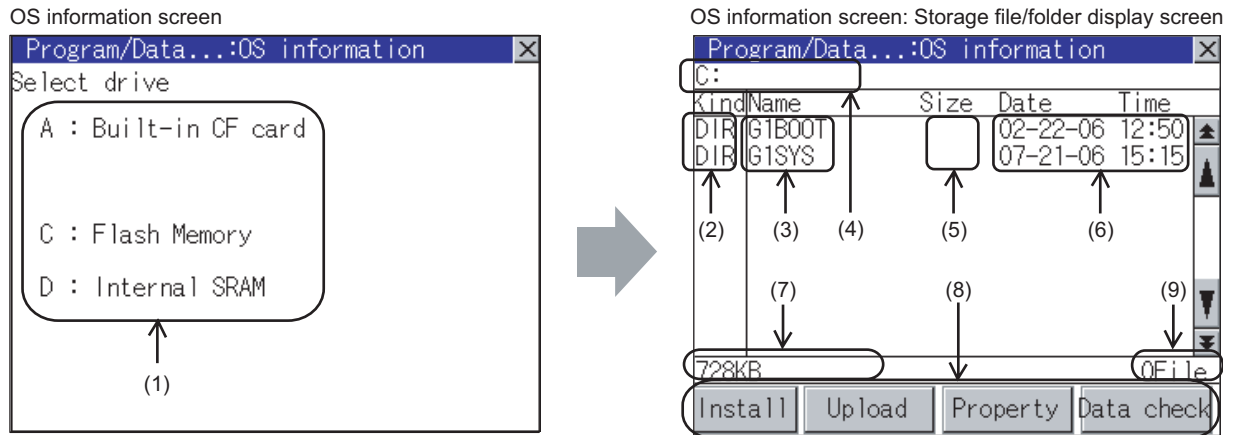 OS information screen
Program/Data...:OS information
Select drive
A : Built-in CF card
C : Flash Memory
D : Internal SRAM
(1)
OS information screen: Storage file/folder display screen
Program/Data...:OS information
C:
Kind Name Size Date Time
DIR G1BOOT 02-22-06 12:50
DIR G1SYS 07-21-06 15:15
(2) (3) (4) (5) (6)
(7) (8) (9)
728KB 0File
Install Upload Property Data check